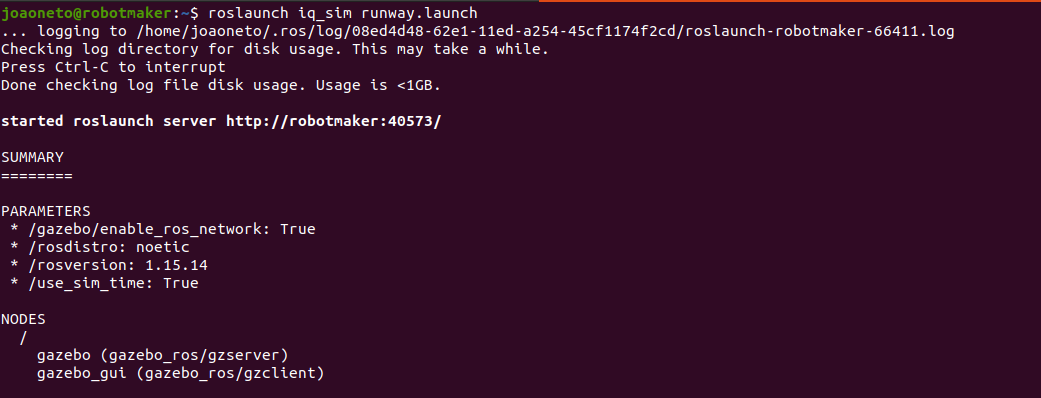 joaoneto@robotmaker:~$ roslaunch iq_sim runway.launch
... logging to /home/joaoneto/.ros/log/08ed4d48-62e1-11ed-a254-45cf1174f2cd/roslaunch-robotmaker-66411.log
Checking log directory for disk usage. This may take a while.
Press Ctrl-C to interrupt
Done checking log file disk usage. Usage is <1GB.
started roslaunch server http://robotmaker:40573/
SUMMARY
========
PARAMETERS
* /gazebo/enable_ros_network: True
* /rosdistro: noetic
* /rosversion: 1.15.14
* /use_sim_time: True
NODES
/
gazebo (gazebo_ros/gzserver)
gazebo_gui (gazebo_ros/gzclient)